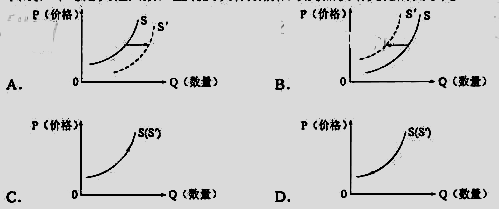 P（价格） S S′
0 Q（数量）
A.
P（价格） S′ S
0 Q（数量）
B.
P（价格） S(S′)
0 Q（数量）
C.
P（价格） S(S′)
0 Q（数量）
D.